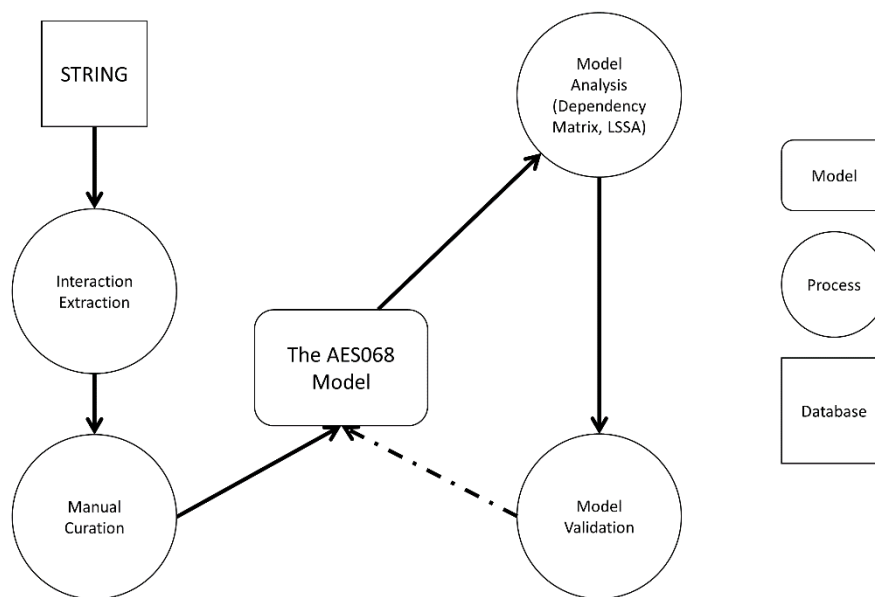 STRING
Interaction
Extraction
Manual
Curation
The AES068
Model
Model
Analysis
(Dependency
Matrix, LSSA)
Model
Validation
Model
Process
Database